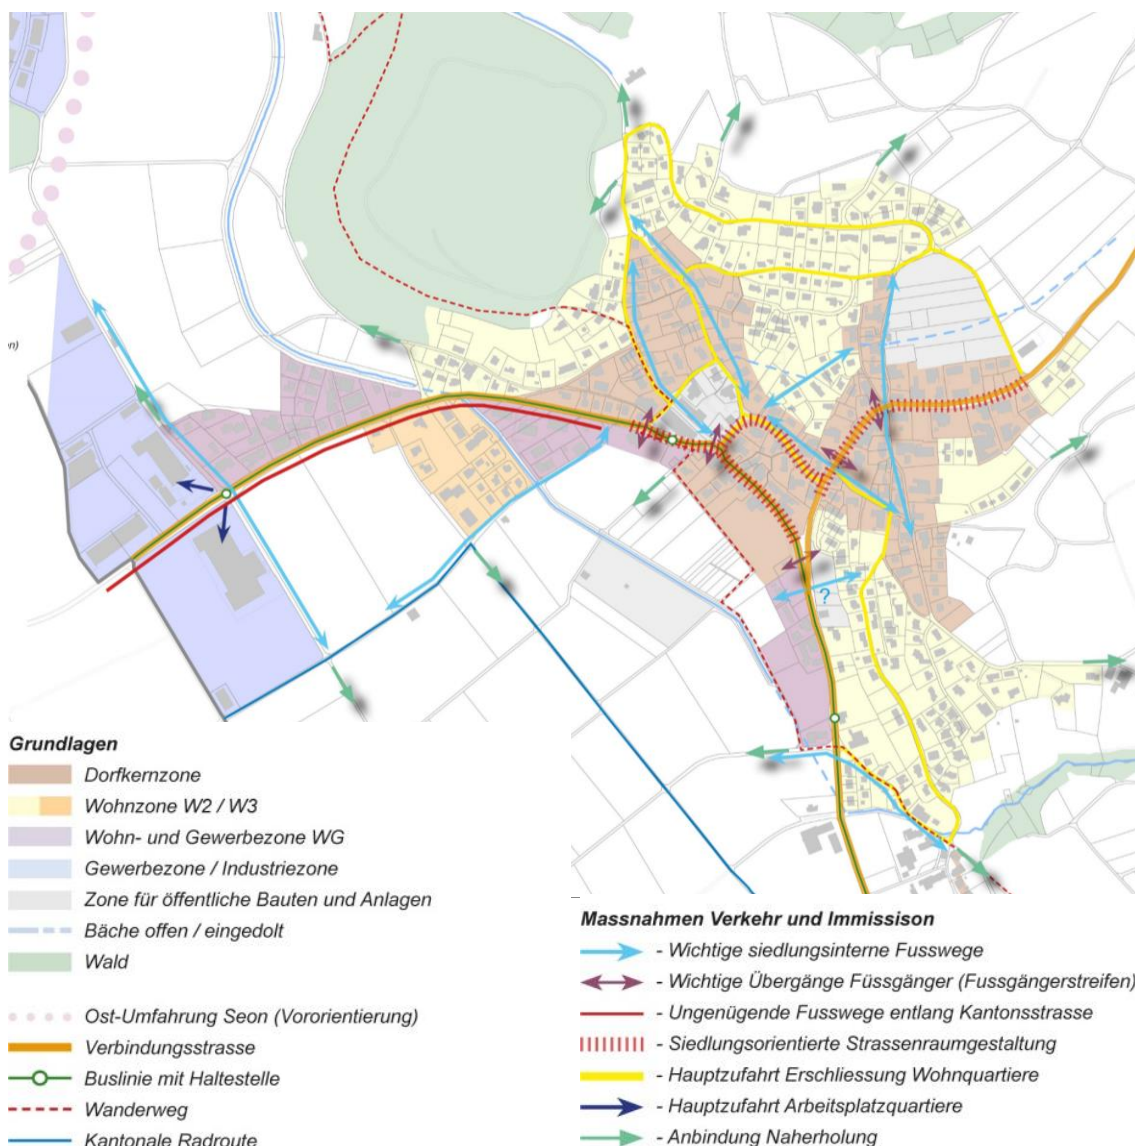 en)
?
Grundlagen
Dorfkernzone
Wohnzone W2 / W3
Wohn- und Gewerbezone WG
Gewerbezone / Industriezone
Zone für öffentliche Bauten und Anlagen
Bäche offen / eingedolt
Wald
Ost-Umfahrung Seon (Vororientierung)
Verbindungsstrasse
Buslinie mit Haltestelle
Wanderweg
Kantonale Radroute
Massnahmen Verkehr und Immissison
- Wichtige siedlungsinterne Fusswege
- Wichtige Übergänge Füssgänger (Fussgängerstreifen)
- Ungenügende Fusswege entlang Kantonsstrasse
- Siedlungsorientierte Strassenraumgestaltung
- Hauptzufahrt Erschliessung Wohnquartiere
- Hauptzufahrt Arbeitsplatzquartiere
- Anbindung Naherholung